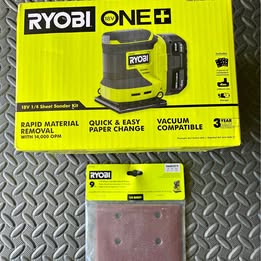 RYOBI 18V ONE+
18V 1/4 Sheet Sander Kit
RAPID MATERIAL
REMOVAL
WITH 14,000 OPM
QUICK & EASY
PAPER CHANGE
VACUUM
COMPATIBLE
3 YEAR
RYOBI
RYOBI
9